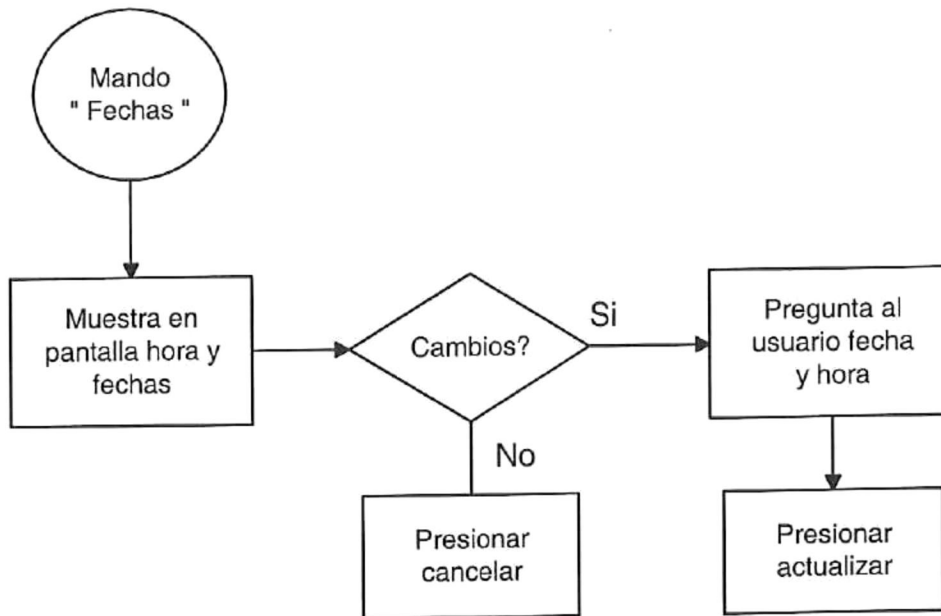 Mando
" Fechas "
Muestra en
pantalla hora y
fechas
Cambios?
Si
Pregunta al
usuario fecha
y hora
No
Presionar
cancelar
Presionar
actualizar